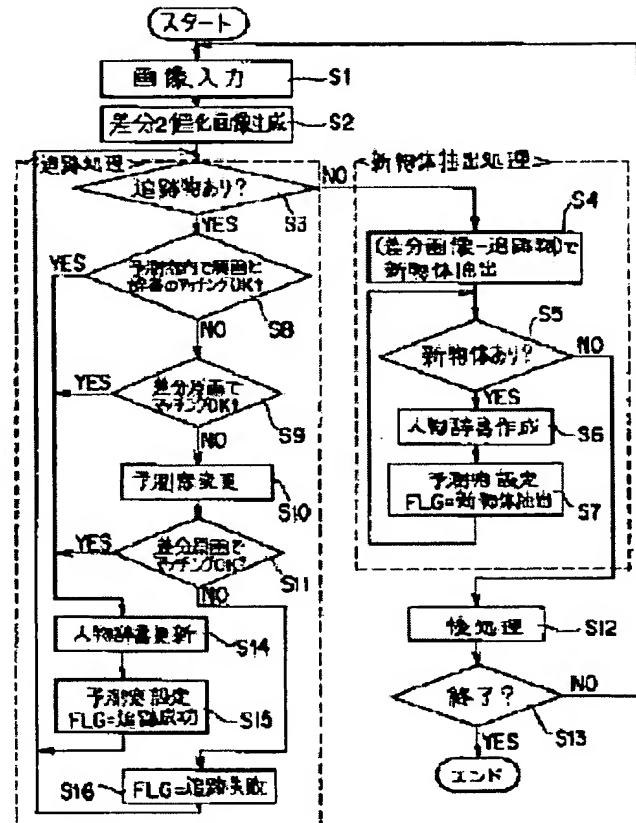 スタート
画像入力
S1
差分2値化画像生成
S2
追跡処理
追跡物あり?
NO
S3
YES
予測窓内で原画と
辞書のマッチングOK?
YES
S8
NO
差分原画で
マッチングOK?
YES
S9
NO
予測窓変更
S10
差分原画で
マッチングOK?
YES
S11
NO
人物辞書更新
S14
予測窓設定
FLG=追跡成功
S15
S16
FLG=追跡失敗
新物体抽出処理
S4
(差分画像-追跡物)で
新物体抽出
S5
新物体あり?
NO
YES
人物辞書作成
S6
予測窓設定
FLG=新物体抽出
S7
後処理
S12
終了?
NO
S13
YES
エンド